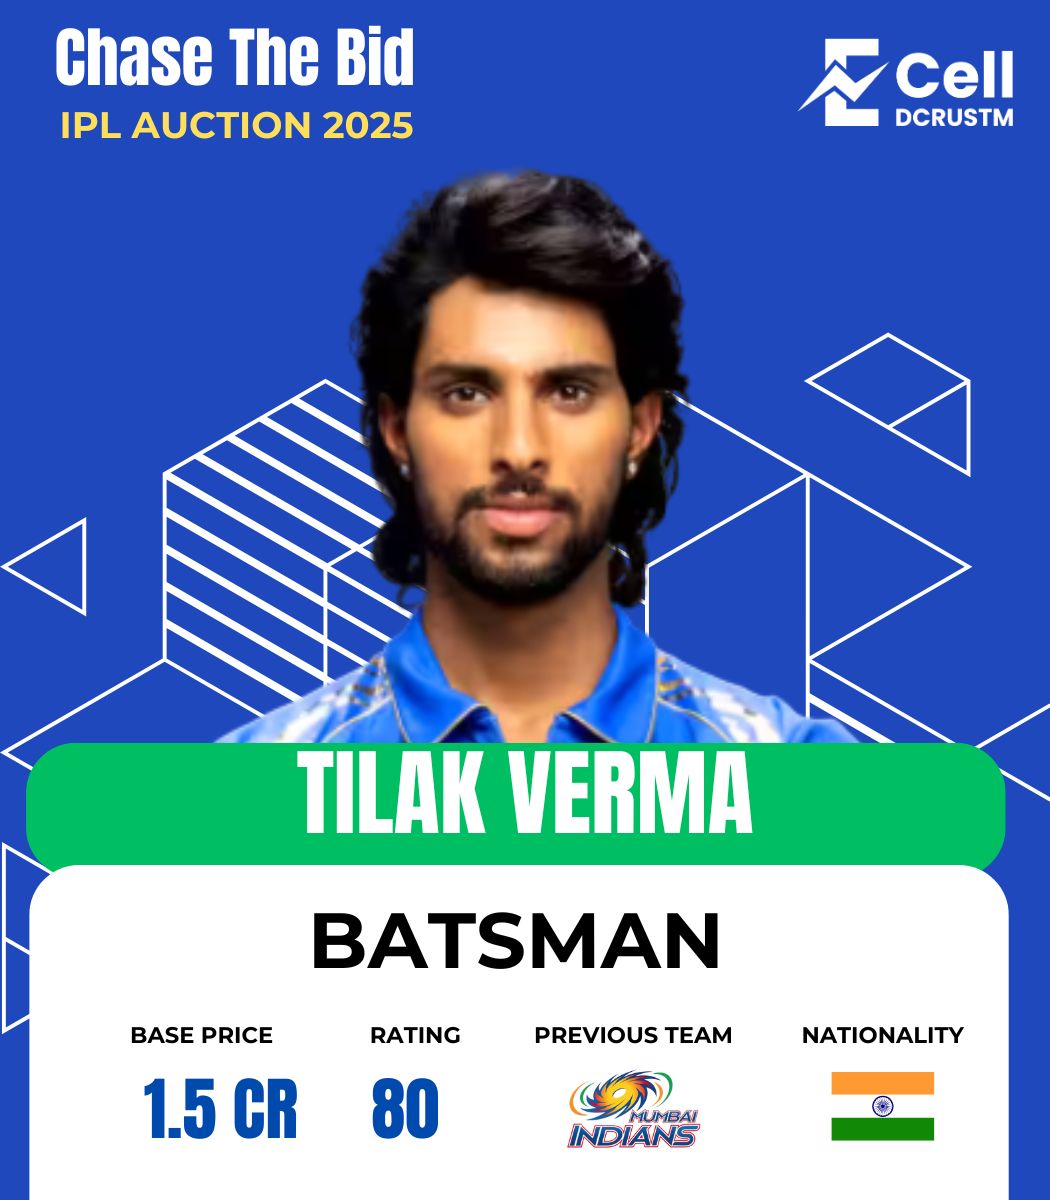 Chase The Bid
IPL AUCTION 2025
Cell
DCRUSTM
TILAK VERMA
BATSMAN
BASE PRICE RATING PREVIOUS TEAM NATIONALITY
1.5 CR 80
MUMBAI
INDIANS